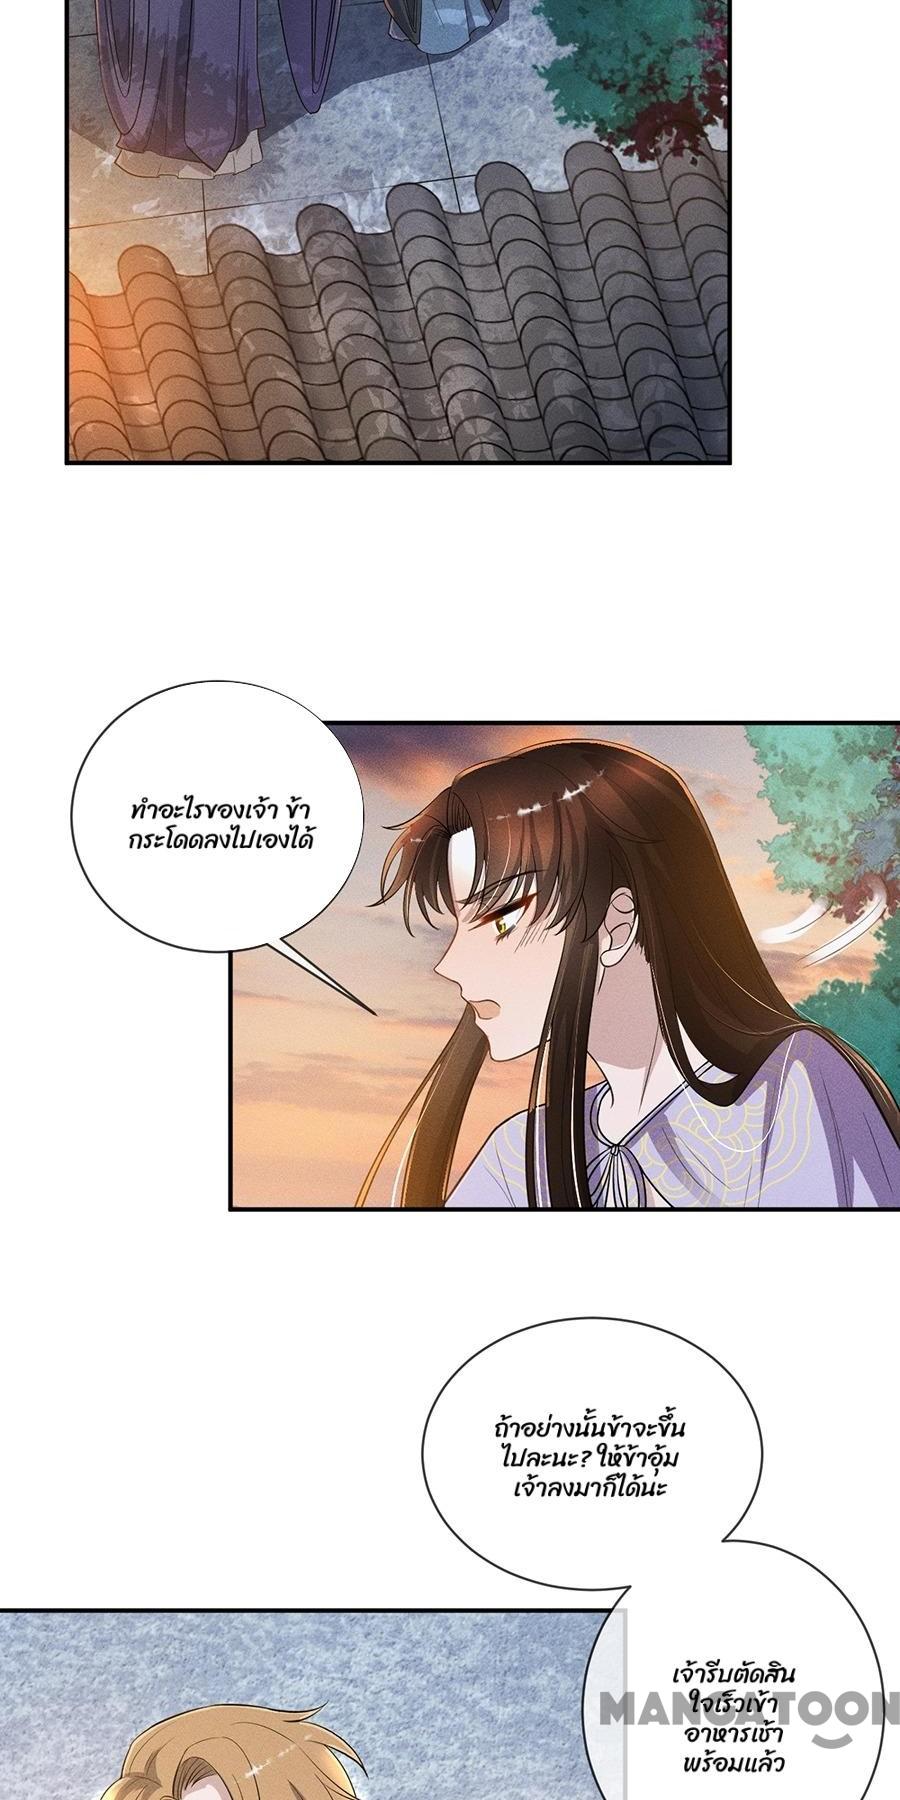 ทำอะไรของเจ้า ข้า
กระโดดลงไปเองได้
ถ้าอย่างนั้นข้าจะขึ้น
ไปละนะ? ให้ข้าอุ้ม
เจ้าลงมาก็ได้นะ
เจ้ารีบตัดสิน
ใจเร็วเข้า
อาหารเช้า
พร้อมแล้ว
MANGATOON